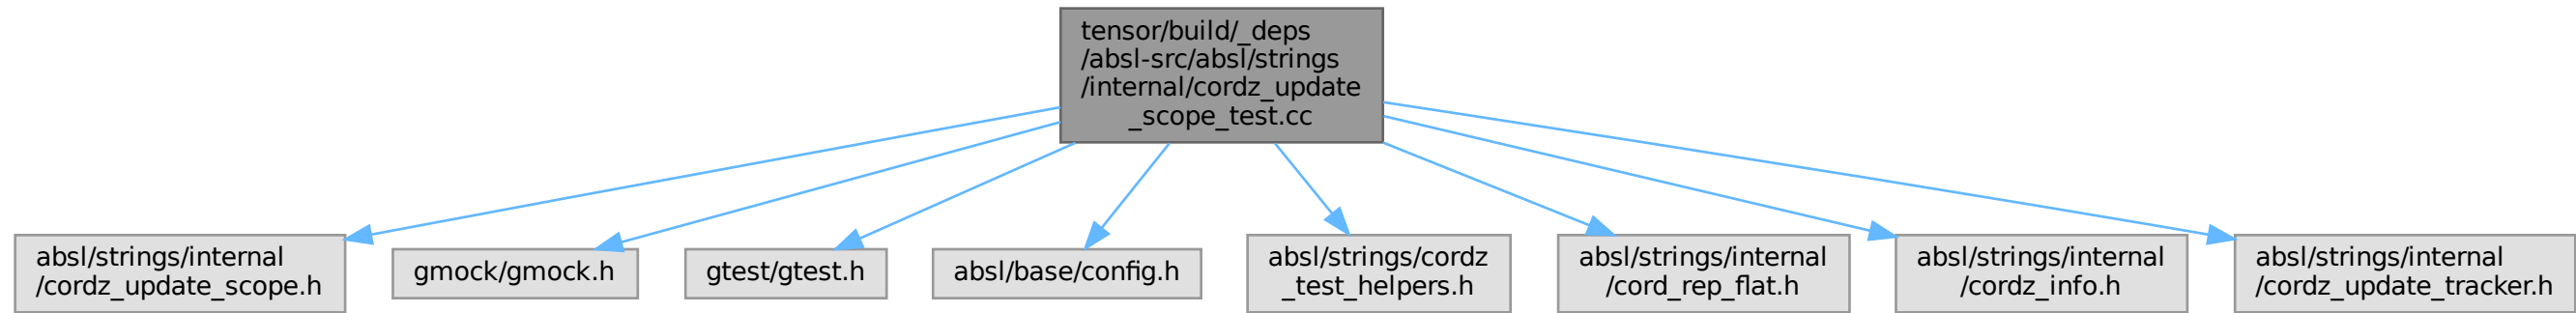 tensor/build/_deps
/absl-src/absl/strings
/internal/cordz_update
_scope_test.cc
absl/strings/internal
/cordz_update_scope.h
gmock/gmock.h
gtest/gtest.h
absl/base/config.h
absl/strings/cordz
_test_helpers.h
absl/strings/internal
/cord_rep_flat.h
absl/strings/internal
/cordz_info.h
absl/strings/internal
/cordz_update_tracker.h